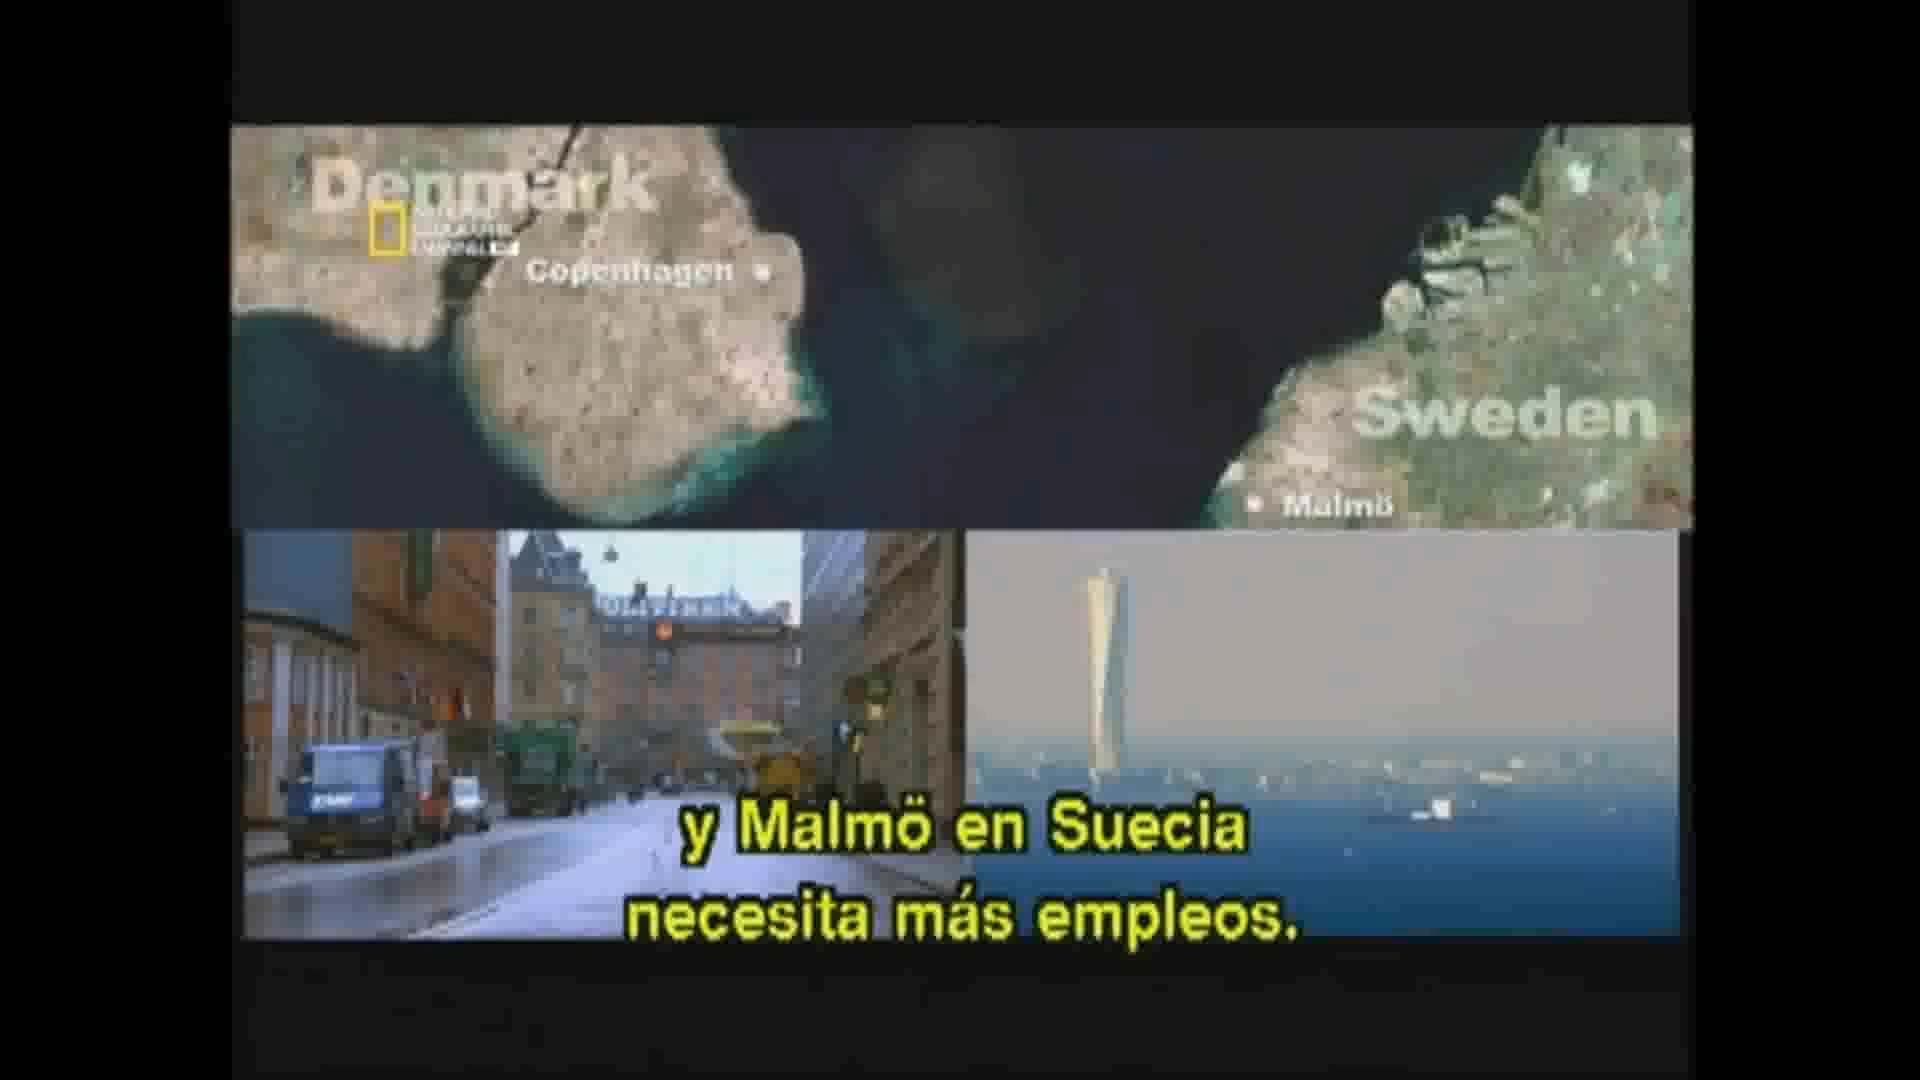 Denmark
Copenhagen
Sweden
Malmö
y Malmö en Suecia
necesita más empleos.